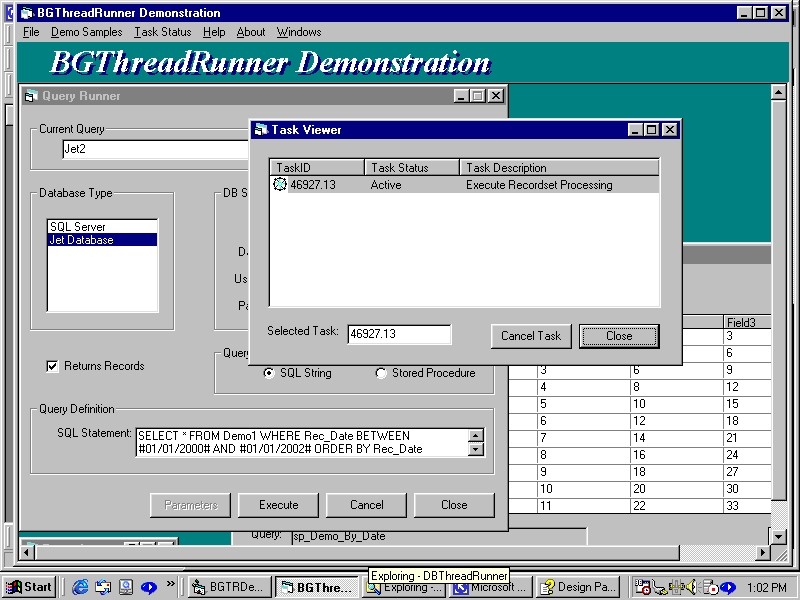 BGThreadRunner Demonstration
File Demo Samples Task Status Help About Windows
BGThreadRunner Demonstration
Query Runner
Current Query
Jet2
Task Viewer
TaskID Task Status Task Description
46927.13 Active Execute Recordset Processing
Database Type
DB S
SQL Server
Jet Database
Us
Pa
Selected Task: 46927.13 Cancel Task Close
Field3
3
6
Returns Records
Query
SQL String Stored Procedure
3 6 9
4 8 12
5 10 15
6 12 18
7 14 21
8 16 24
9 18 27
10 20 30
11 22 33
Query Definition
SQL Statement: SELECT * FROM Demo1 WHERE Rec_Date BETWEEN
#01/01/2000# AND #01/01/2002# ORDER BY Rec_Date
Parameters Execute Cancel Close
Query: sp_Demo_By_Date
Exploring - DBThreadRunner
Start BGTRDe... BGThre... Exploring -... Microsoft ... Design Pa... 1:02 PM